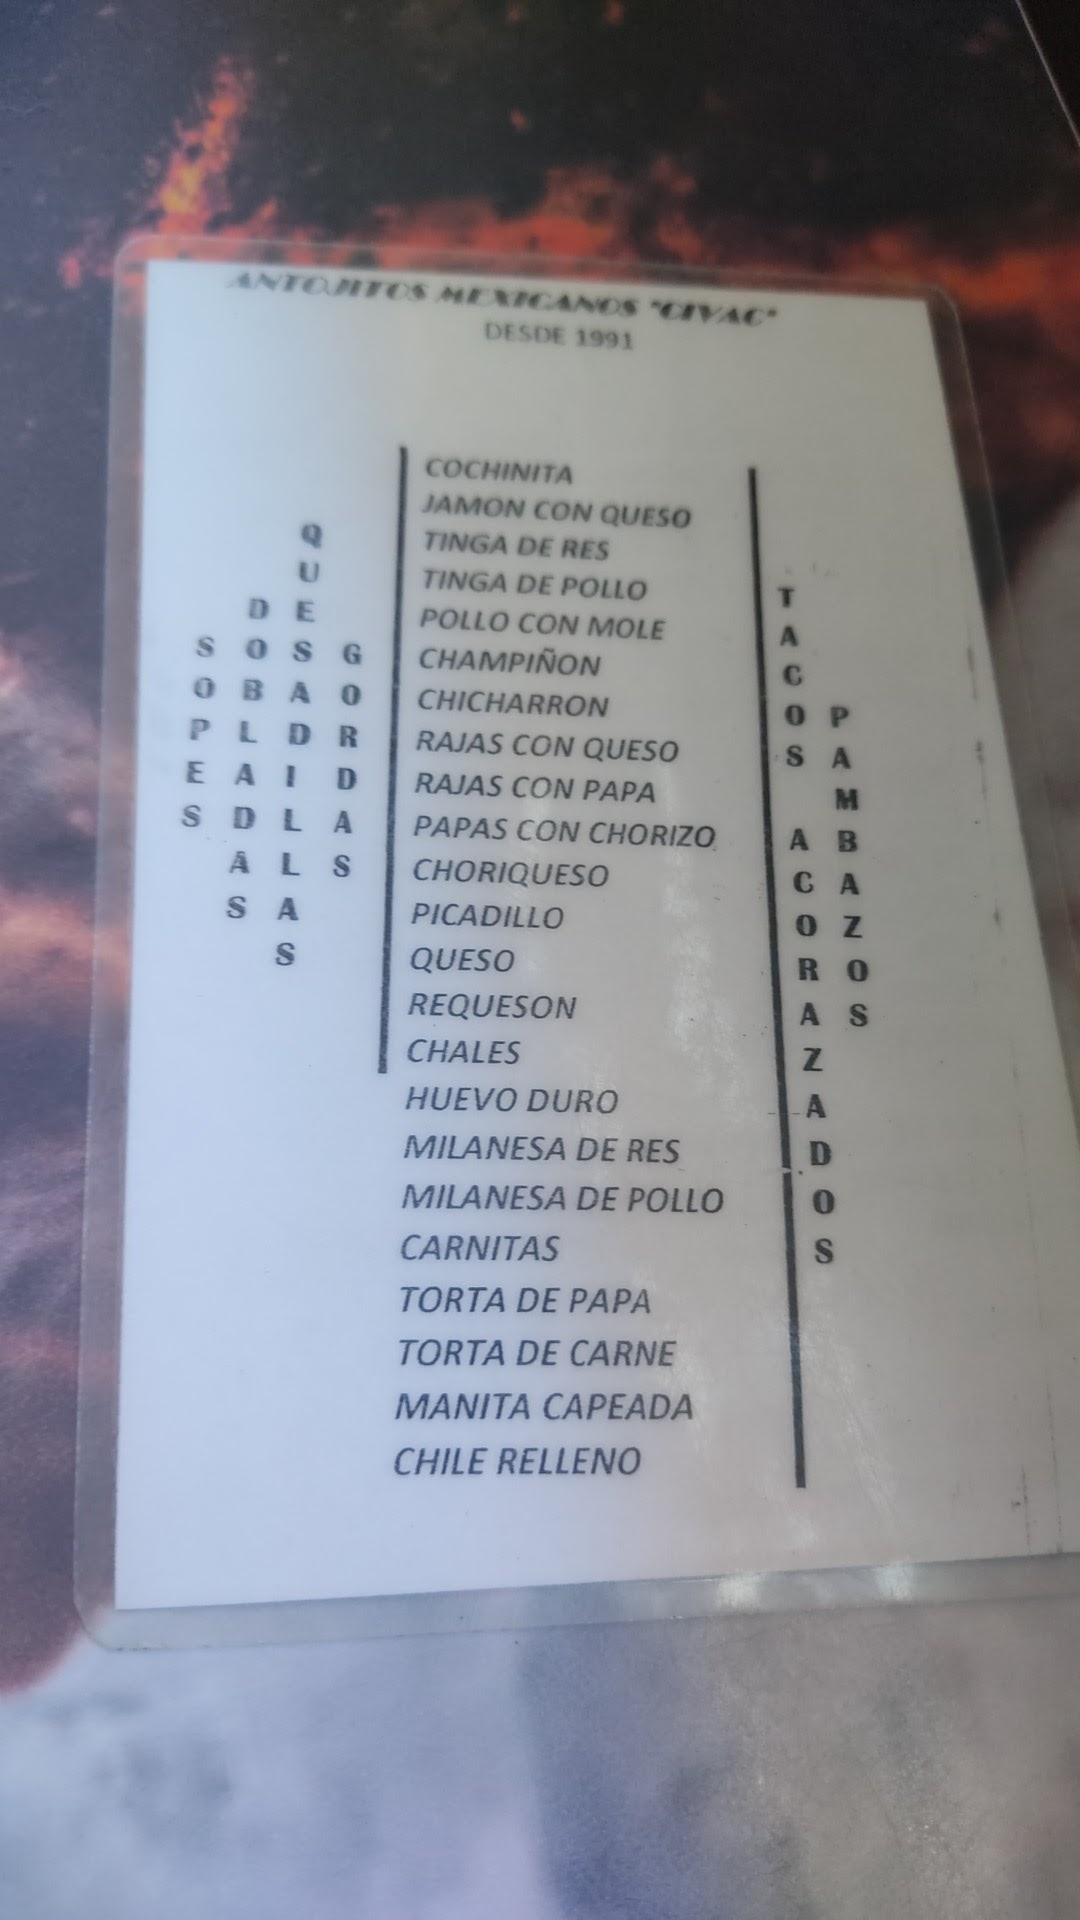 ANTOJITOS MEXICANOS "CIVAC"
DESDE 1991
SOPES
DOBLADAS
QUESADILLAS
GORDAS
COCHINITA
JAMON CON QUESO
TINGA DE RES
TINGA DE POLLO
POLLO CON MOLE
CHAMPIÑON
CHICHARRON
RAJAS CON QUESO
RAJAS CON PAPA
PAPAS CON CHORIZO
CHORIQUESO
PICADILLO
QUESO
REQUESON
CHALES
HUEVO DURO
MILANESA DE RES
MILANESA DE POLLO
CARNITAS
TORTA DE PAPA
TORTA DE CARNE
MANITA CAPEADA
CHILE RELLENO
TACOS ACORAZADOS
PAMBAZOS